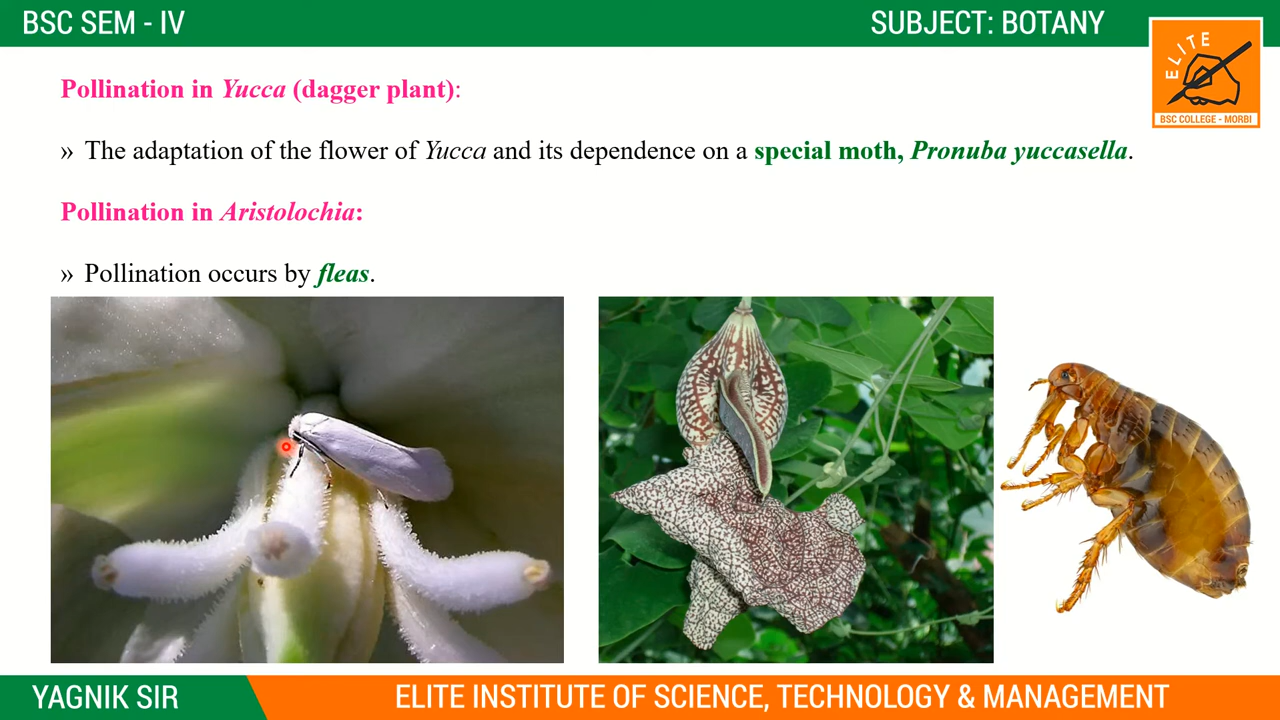 BSC SEM - IV
SUBJECT: BOTANY
ELITE
BSC COLLEGE - MORBI
Pollination in Yucca (dagger plant):
» The adaptation of the flower of Yucca and its dependence on a special moth, Pronuba yuccasella.
Pollination in Aristolochia:
» Pollination occurs by fleas.
YAGNIK SIR
ELITE INSTITUTE OF SCIENCE, TECHNOLOGY & MANAGEMENT